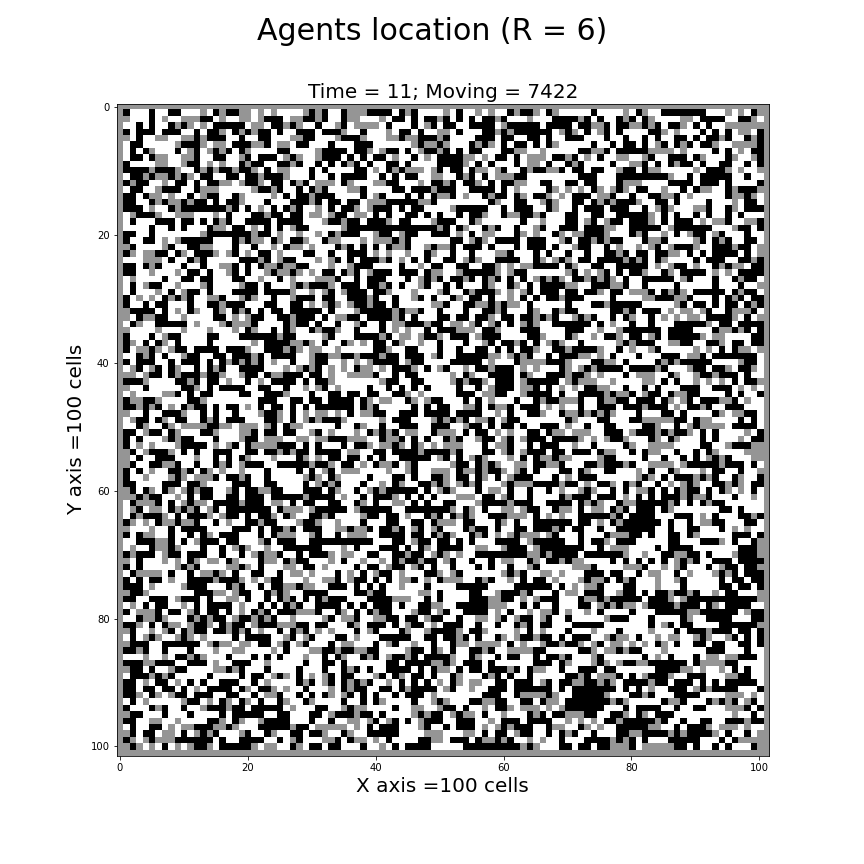 Agents location (R = 6)
Time = 11; Moving = 7422
0
20
40
60
80
100
Y axis =100 cells
0 20 40 60 80 100
X axis =100 cells